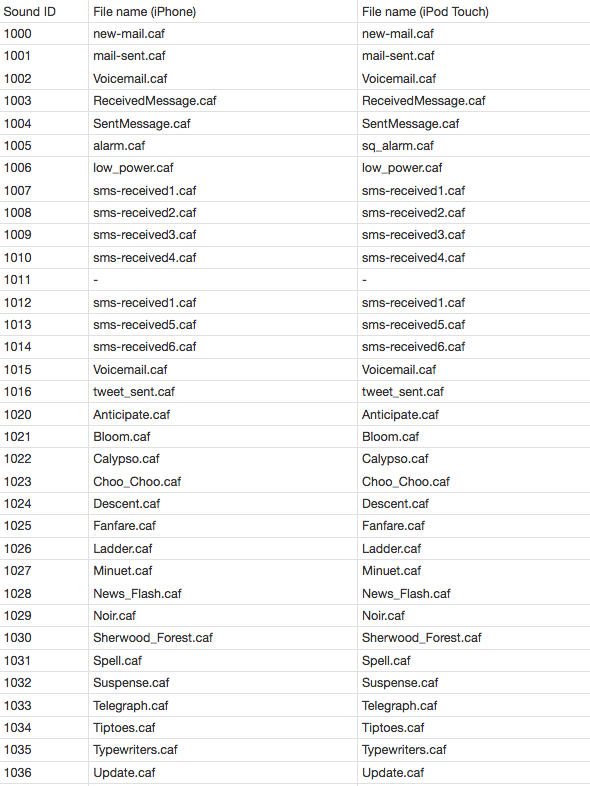 Sound ID File name (iPhone) File name (iPod Touch)
1000 new-mail.caf new-mail.caf
1001 mail-sent.caf mail-sent.caf
1002 Voicemail.caf Voicemail.caf
1003 ReceivedMessage.caf ReceivedMessage.caf
1004 SentMessage.caf SentMessage.caf
1005 alarm.caf sq_alarm.caf
1006 low_power.caf low_power.caf
1007 sms-received1.caf sms-received1.caf
1008 sms-received2.caf sms-received2.caf
1009 sms-received3.caf sms-received3.caf
1010 sms-received4.caf sms-received4.caf
1011 - -
1012 sms-received1.caf sms-received1.caf
1013 sms-received5.caf sms-received5.caf
1014 sms-received6.caf sms-received6.caf
1015 Voicemail.caf Voicemail.caf
1016 tweet_sent.caf tweet_sent.caf
1020 Anticipate.caf Anticipate.caf
1021 Bloom.caf Bloom.caf
1022 Calypso.caf Calypso.caf
1023 Choo_Choo.caf Choo_Choo.caf
1024 Descent.caf Descent.caf
1025 Fanfare.caf Fanfare.caf
1026 Ladder.caf Ladder.caf
1027 Minuet.caf Minuet.caf
1028 News_Flash.caf News_Flash.caf
1029 Noir.caf Noir.caf
1030 Sherwood_Forest.caf Sherwood_Forest.caf
1031 Spell.caf Spell.caf
1032 Suspense.caf Suspense.caf
1033 Telegraph.caf Telegraph.caf
1034 Tiptoes.caf Tiptoes.caf
1035 Typewriters.caf Typewriters.caf
1036 Update.caf Update.caf